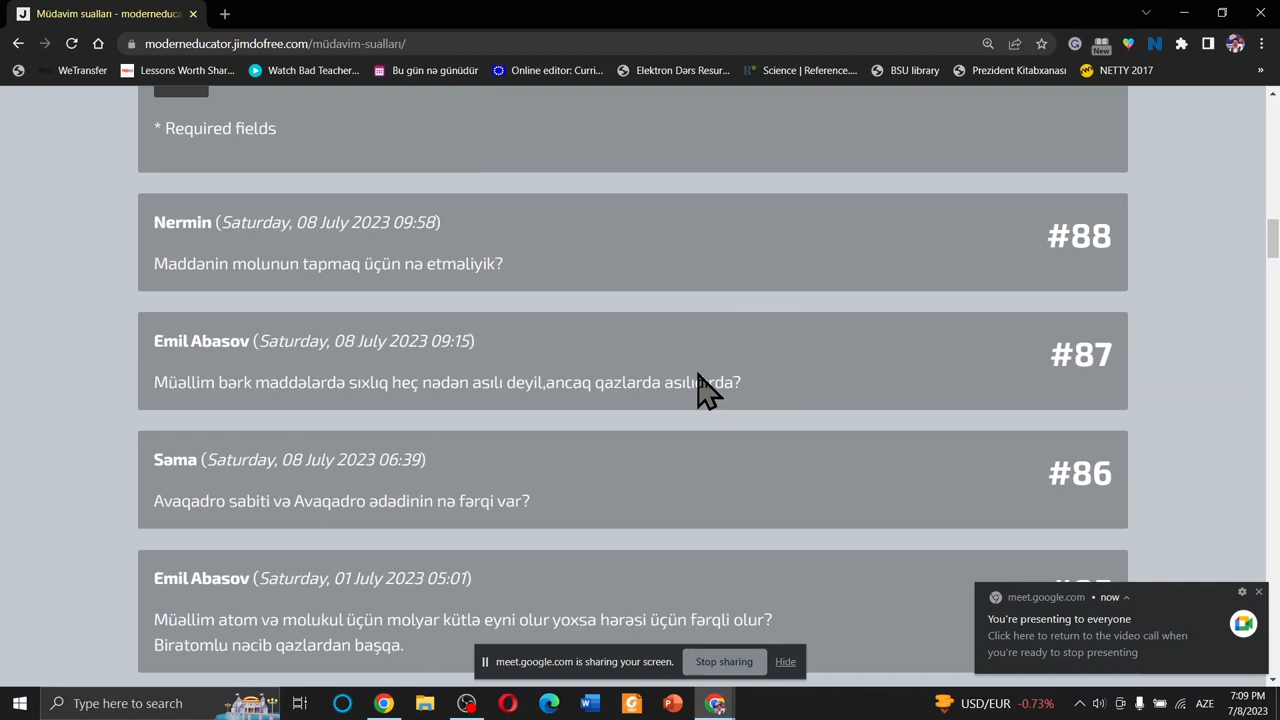 Müdavim sualları - moderneduca
moderneducator.jimdofree.com/müdavim-sualları/
New
WeTransfer
Lessons Worth Shar...
Watch Bad Teacher...
Bu gün nə günüdür
Online editor: Curri...
Elektron Dərs Resur...
Science | Reference....
BSU library
Prezident Kitabxanası
NETTY 2017
»
* Required fields
Nermin (Saturday, 08 July 2023 09:58)
#88
Maddənin molunun tapmaq üçün nə etməliyik?
Emil Abasov (Saturday, 08 July 2023 09:15)
#87
Müəllim bərk maddələrdə sıxlıq heç nədən asılı deyil,ancaq qazlarda
Səma (Saturday, 08 July 2023 06:39)
#86
Avaqadro sabiti və Avaqadro ədədinin nə fərqi var?
Emil Abasov (Saturday, 01 July 2023 05:01)
Müəllim atom və molukul üçün molyar kütlə eyni olur yoxsa hərəsi üçün fərqli olur?
Biratomlu nəcib qazlardan başqa.
meet.google.com • now
You're presenting to everyone
Click here to return to the video call when
you're ready to stop presenting
meet.google.com is sharing your screen.
Stop sharing
Hide
Type here to search
USD/EUR -0.73%
AZE
7:09 PM
7/8/2023